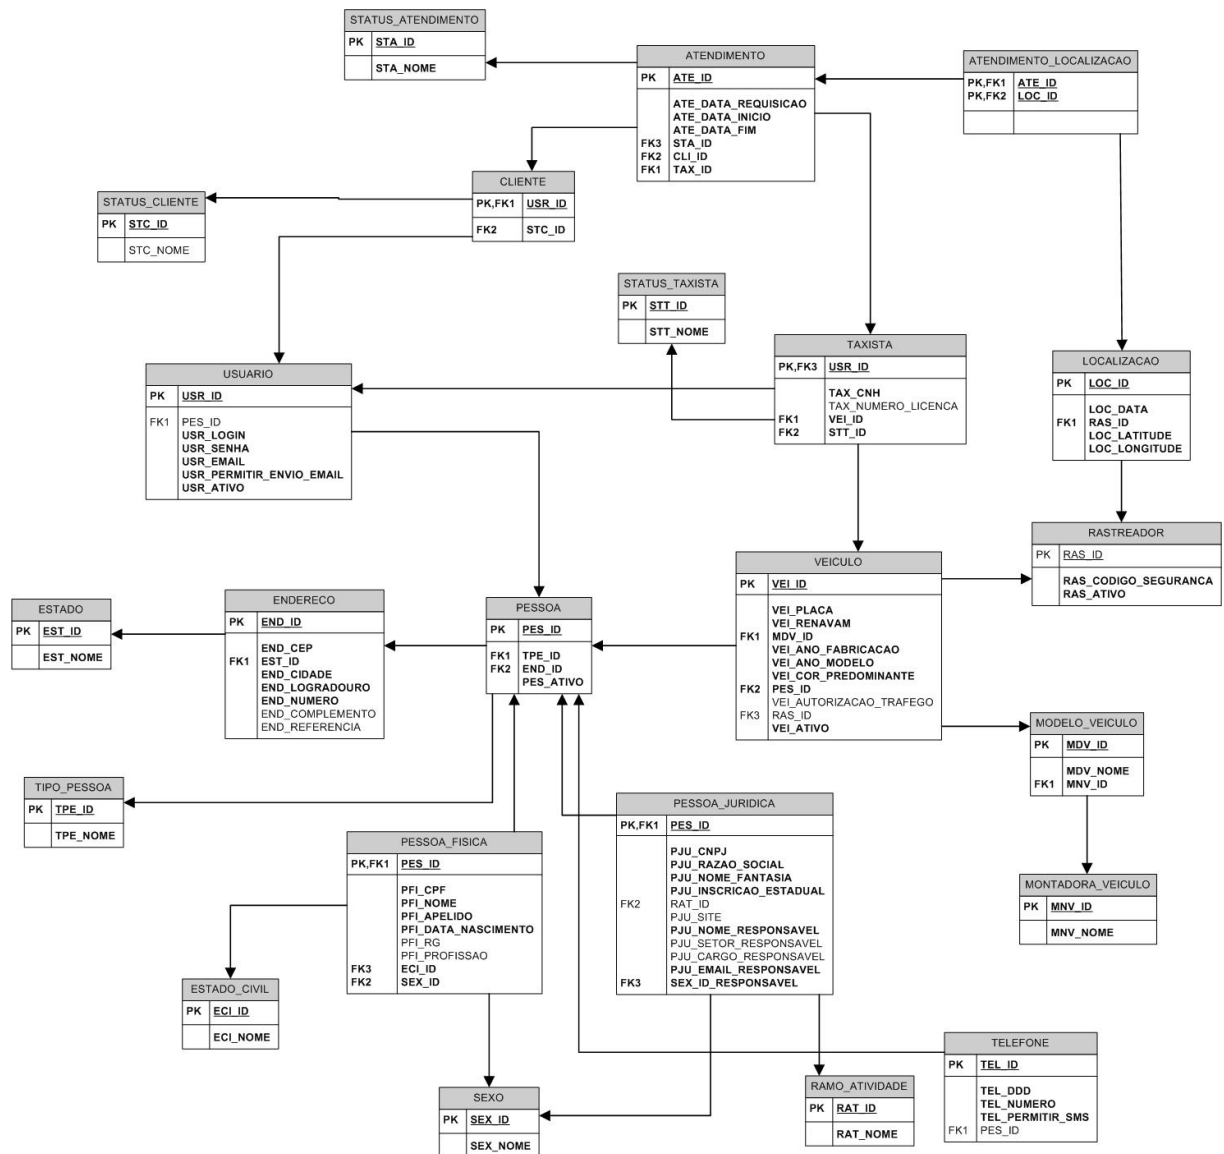 STATUS_ATENDIMENTO
PK STA_ID
STA_NOME
ATENDIMENTO
PK ATE_ID
ATE_DATA_REQUISICAO
ATE_DATA_INICIO
ATE_DATA_FIM
FK3 STA_ID
FK2 CLI_ID
FK1 TAX_ID
ATENDIMENTO_LOCALIZACAO
PK,FK1 ATE_ID
PK,FK2 LOC_ID
CLIENTE
PK,FK1 USR_ID
FK2 STC_ID
STATUS_CLIENTE
PK STC_ID
STC_NOME
STATUS_TAXISTA
PK STT_ID
STT_NOME
TAXISTA
PK,FK3 USR_ID
TAX_CNH
TAX_NUMERO_LICENCA
FK1 VEI_ID
FK2 STT_ID
LOCALIZACAO
PK LOC_ID
LOC_DATA
FK1 RAS_ID
LOC_LATITUDE
LOC_LONGITUDE
USUARIO
PK USR_ID
FK1 PES_ID
USR_LOGIN
USR_SENHA
USR_EMAIL
USR_PERMITIR_ENVIO_EMAIL
USR_ATIVO
RASTREADOR
PK RAS_ID
RAS_CODIGO_SEGURANCA
RAS_ATIVO
VEICULO
PK VEI_ID
VEI_PLACA
VEI_RENAVAM
FK1 MDV_ID
VEI_ANO_FABRICACAO
VEI_ANO_MODELO
VEI_COR_PREDOMINANTE
FK2 PES_ID
VEI_AUTORIZACAO_TRAFEGO
FK3 RAS_ID
VEI_ATIVO
ESTADO
PK EST_ID
EST_NOME
ENDERECO
PK END_ID
END_CEP
FK1 EST_ID
END_CIDADE
END_LOGRADOURO
END_NUMERO
END_COMPLEMENTO
END_REFERENCIA
PESSOA
PK PES_ID
FK1 TPE_ID
FK2 END_ID
PES_ATIVO
MODELO_VEICULO
PK MDV_ID
MDV_NOME
FK1 MNV_ID
TIPO_PESSOA
PK TPE_ID
TPE_NOME
PESSOA_FISICA
PK,FK1 PES_ID
PFI_CPF
PFI_NOME
PFI_APELIDO
PFI_DATA_NASCIMENTO
PFI_RG
PFI_PROFISSAO
FK3 ECI_ID
FK2 SEX_ID
PESSOA_JURIDICA
PK,FK1 PES_ID
PJU_CNPJ
PJU_RAZAO_SOCIAL
PJU_NOME_FANTASIA
PJU_INSCRICAO_ESTADUAL
FK2 RAT_ID
PJU_SITE
PJU_NOME_RESPONSAVEL
PJU_SETOR_RESPONSAVEL
PJU_CARGO_RESPONSAVEL
PJU_EMAIL_RESPONSAVEL
FK3 SEX_ID_RESPONSAVEL
MONTADORA_VEICULO
PK MNV_ID
MNV_NOME
ESTADO_CIVIL
PK ECI_ID
ECI_NOME
TELEFONE
PK TEL_ID
TEL_DDD
TEL_NUMERO
TEL_PERMITIR_SMS
FK1 PES_ID
SEXO
PK SEX_ID
SEX_NOME
RAMO_ATIVIDADE
PK RAT_ID
RAT_NOME